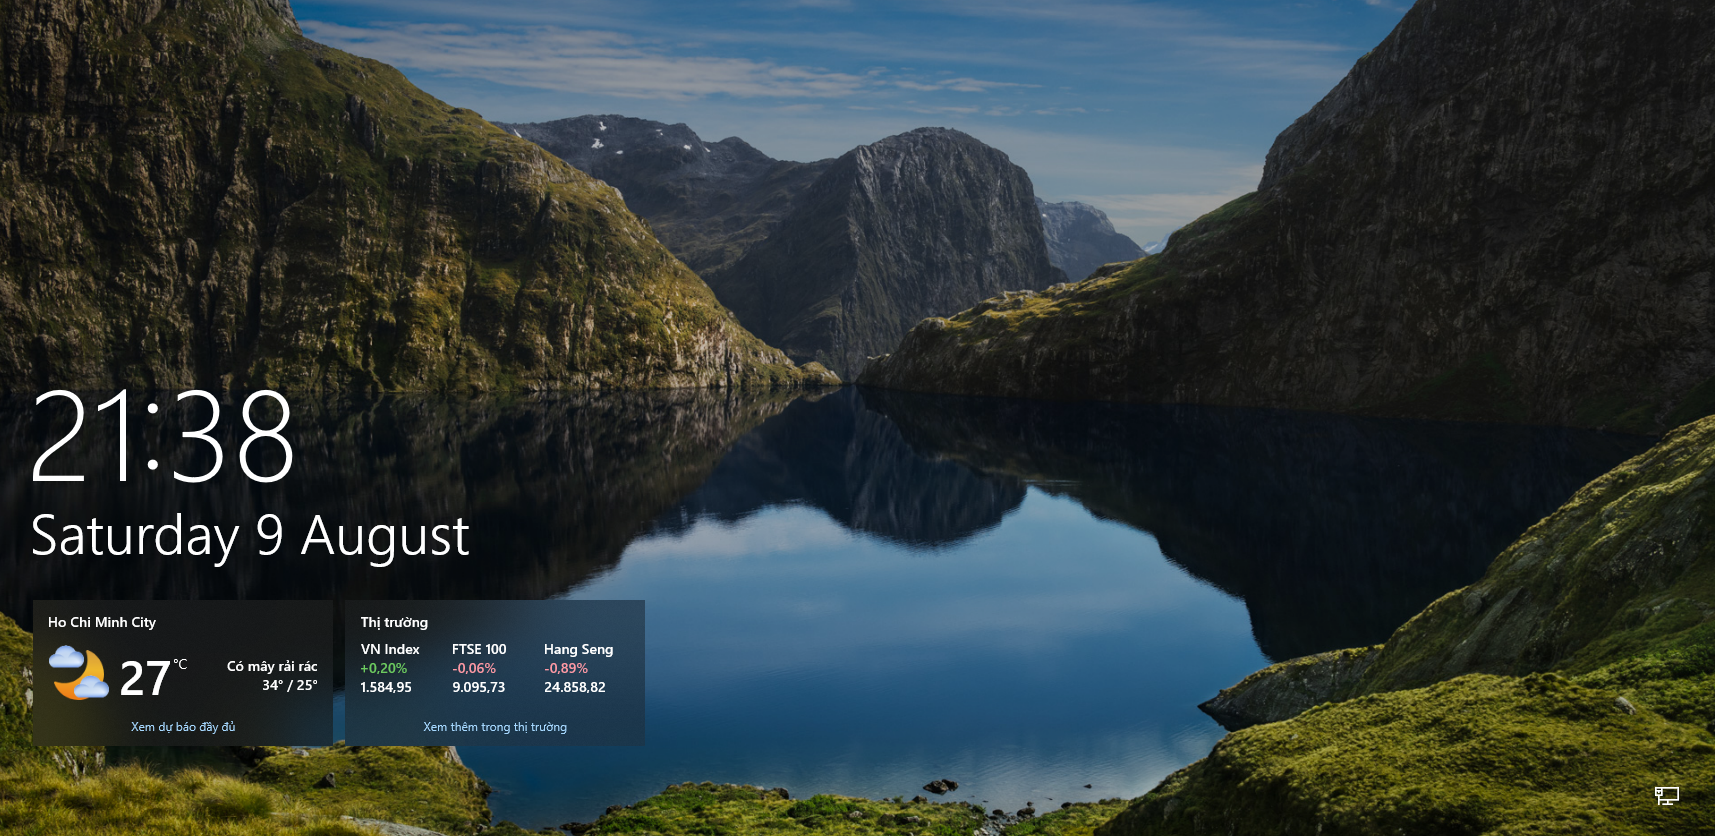 21:38
Saturday 9 August
Ho Chi Minh City
27 °C
Có mây rải rác
34° / 25°
Xem dự báo đầy đủ
Thị trường
VN Index FTSE 100 Hang Seng
+0,20% -0,06% -0,89%
1.584,95 9.095,73 24.858,82
Xem thêm trong thị trường